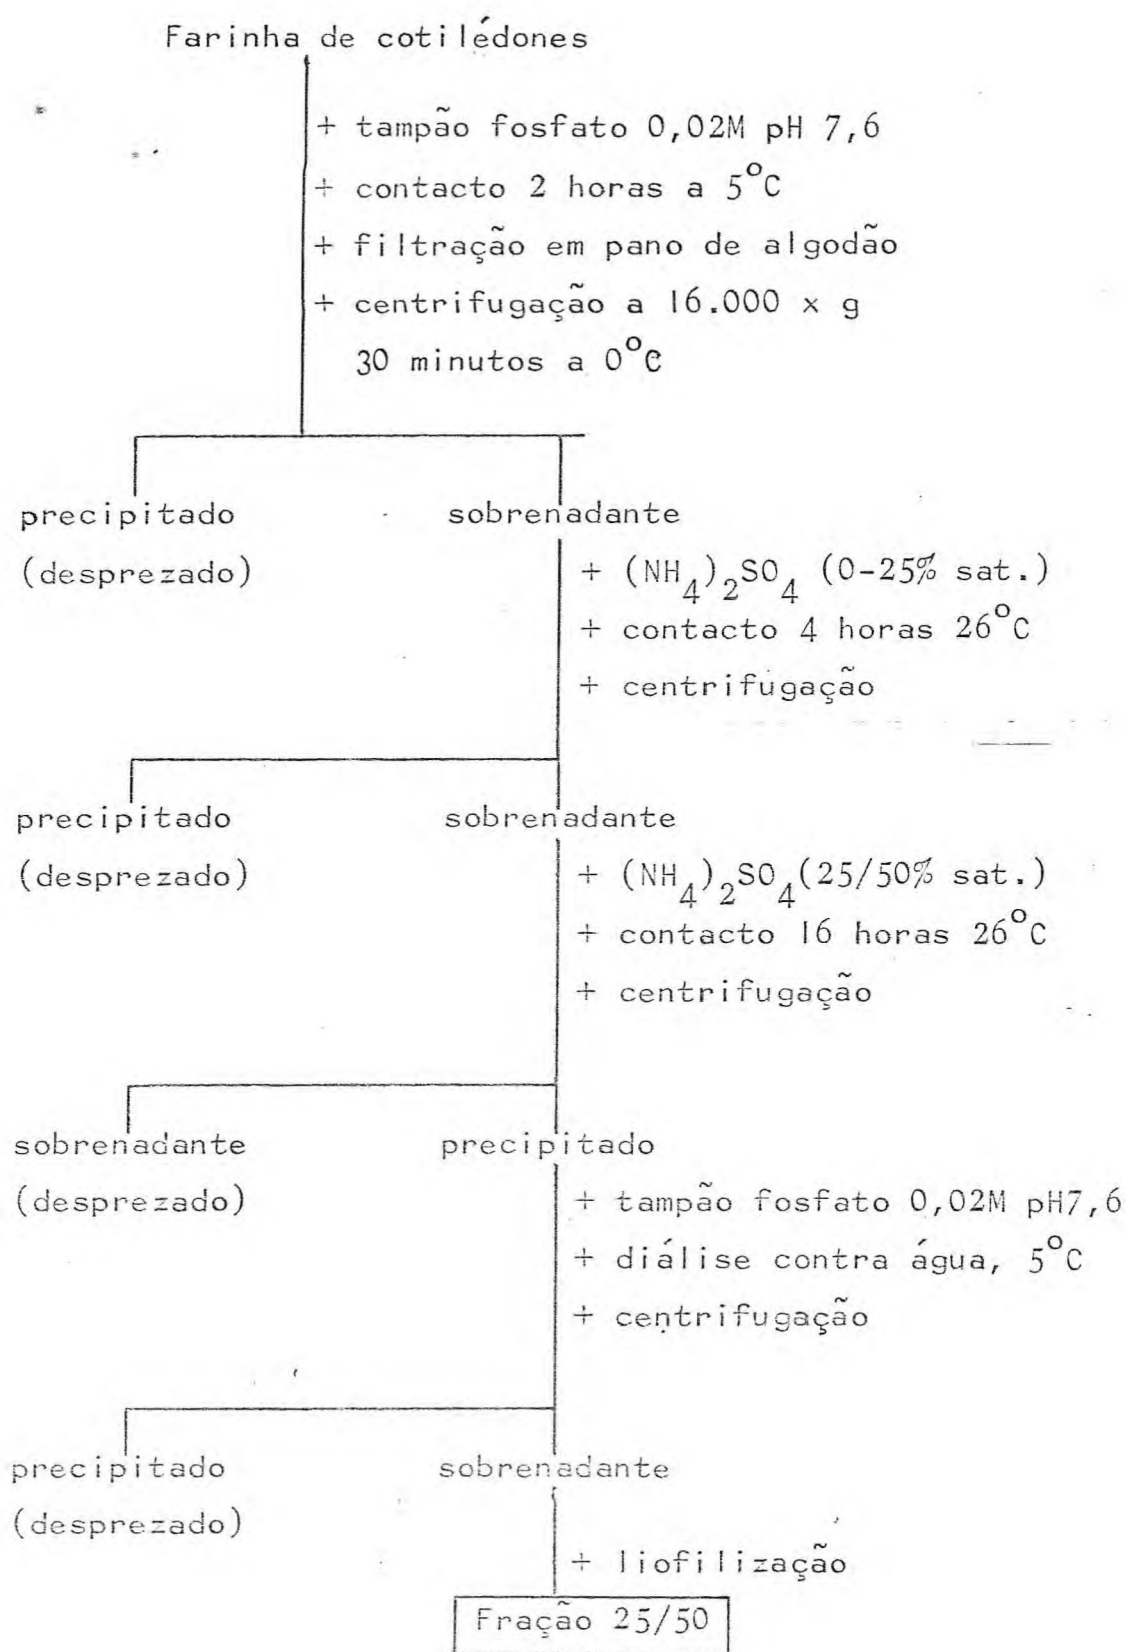 Farinha de cotilédones
+ tampão fosfato 0,02M pH 7,6
+ contacto 2 horas a 5°C
+ filtração em pano de algodão
+ centrifugação a 16.000 x g
30 minutos a 0°C
precipitado sobrenadante
(desprezado)
+ (NH4)2SO4 (0-25% sat.)
+ contacto 4 horas 26°C
+ centrifugação
precipitado sobrenadante
(desprezado)
+ (NH4)2SO4(25/50% sat.)
+ contacto 16 horas 26°C
+ centrifugação
sobrenadante precipitado
(desprezado)
+ tampão fosfato 0,02M pH7,6
+ diálise contra água, 5°C
+ centrifugação
precipitado sobrenadante
(desprezado)
+ liofilização
Fração 25/50